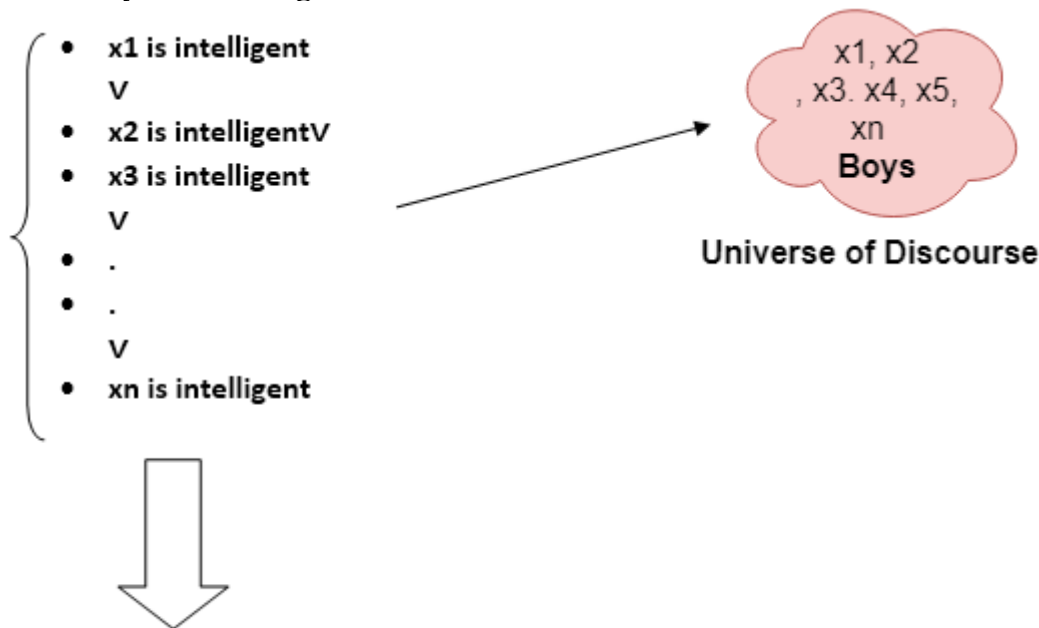 • x1 is intelligent
∨
• x2 is intelligent∨
• x3 is intelligent
∨
• .
• .
∨
• xn is intelligent
x1, x2
, x3. x4, x5,
xn
Boys
Universe of Discourse